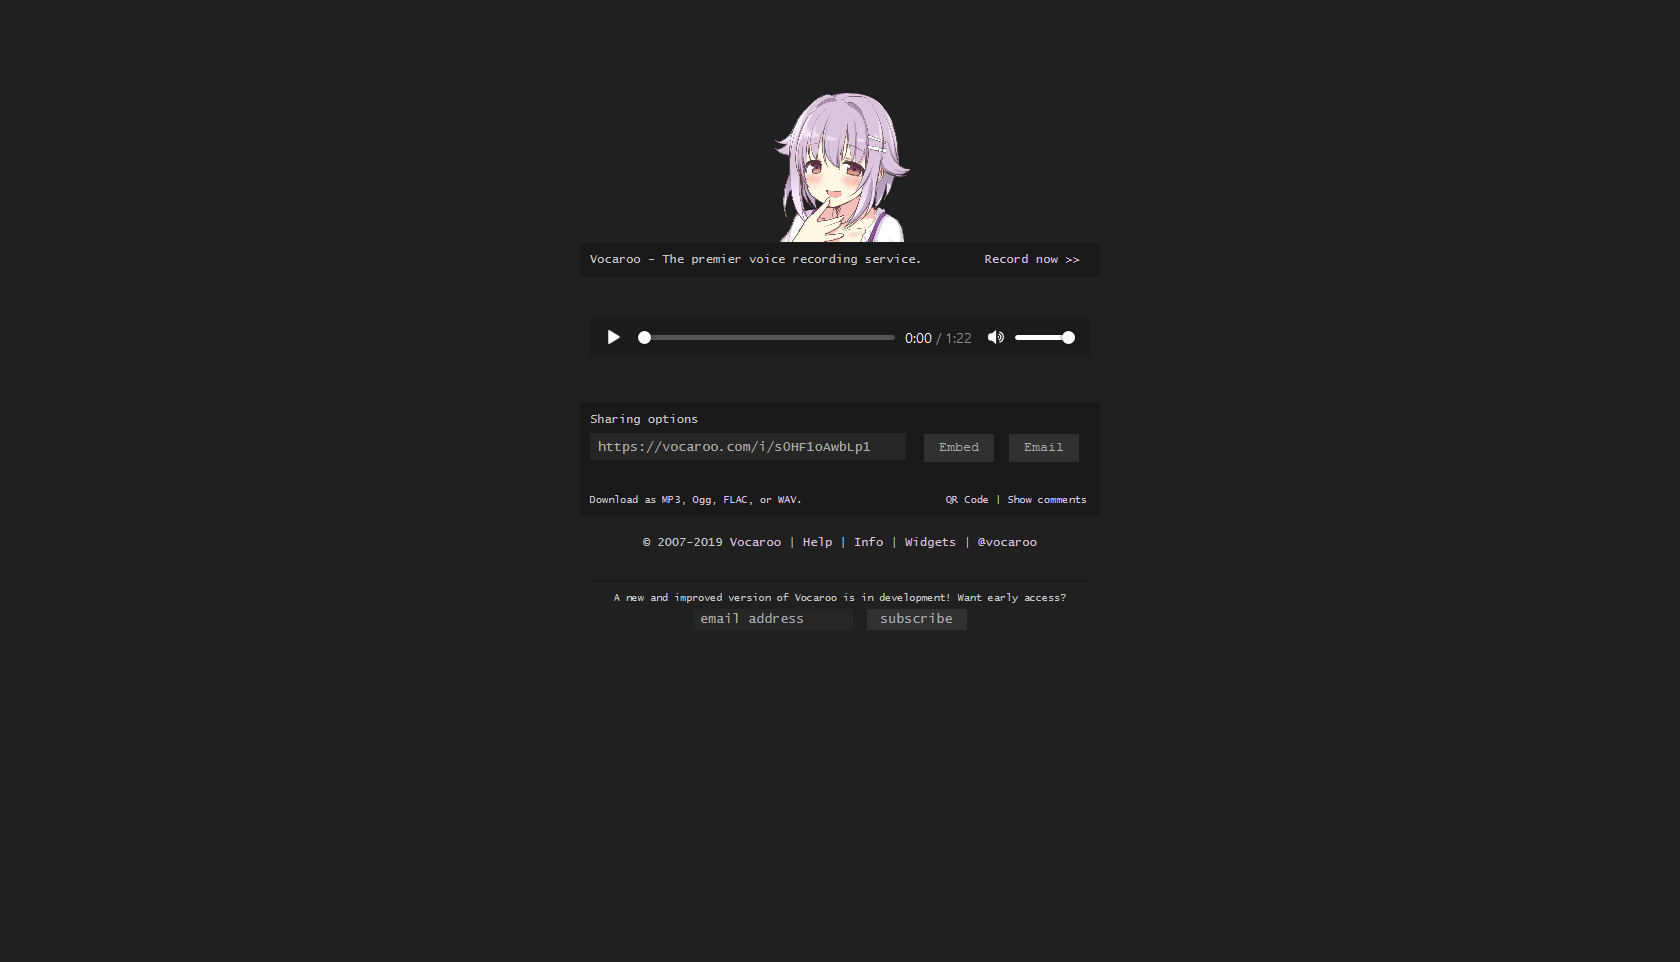 Vocaroo - The premier voice recording service. Record now >>
0:00 / 1:22
Sharing options
https://vocaroo.com/i/s0HF1oAwbLp1 Embed Email
Download as MP3, Ogg, FLAC, or WAV. QR Code | Show comments
© 2007-2019 Vocaroo | Help | Info | Widgets | @vocaroo
A new and improved version of Vocaroo is in development! Want early access?
email address subscribe